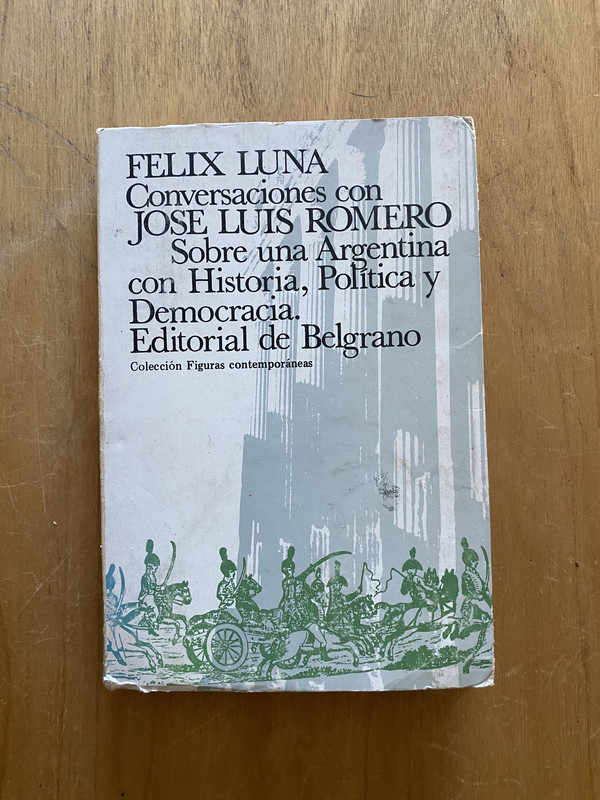 FELIX LUNA
Conversaciones con
JOSE LUIS ROMERO
Sobre una Argentina
con Historia, Política y
Democracia.
Editorial de Belgrano
Colección Figuras contemporáneas